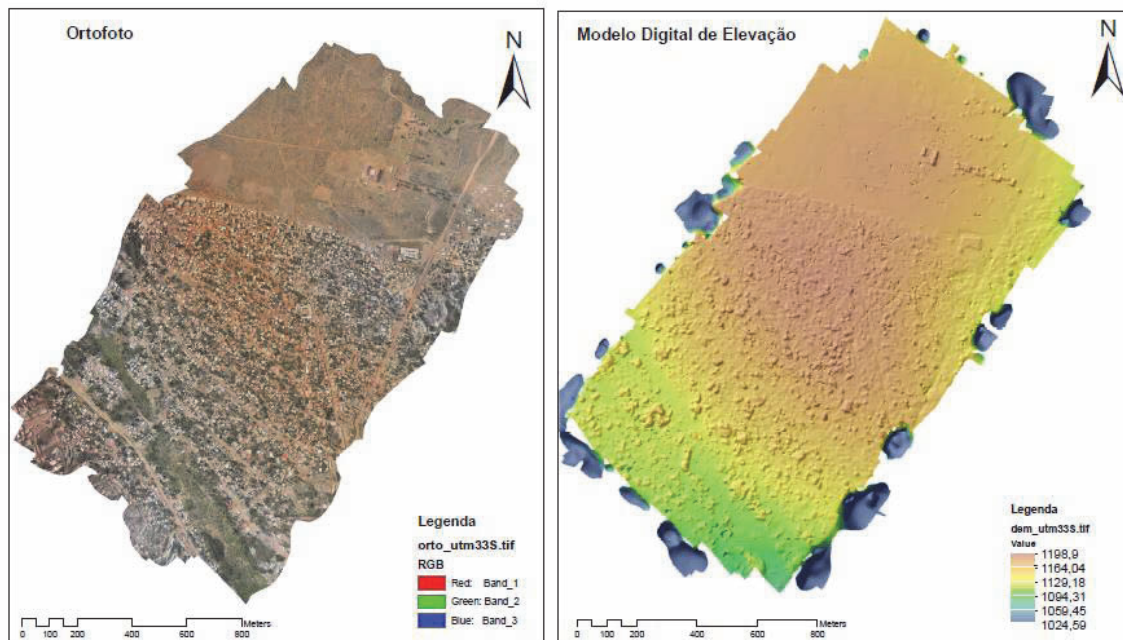 Ortofoto
N
Legenda
orto_utm33S.tif
RGB
Red: Band_1
Green: Band_2
Blue: Band_3
0 200 400 600 800 Meters
Modelo Digital de Elevação
N
Legenda
dem_utm33S.tif
Value
1198,9
1164,04
1129,18
1094,31
1059,45
1024,59
0 200 400 600 800 Meters